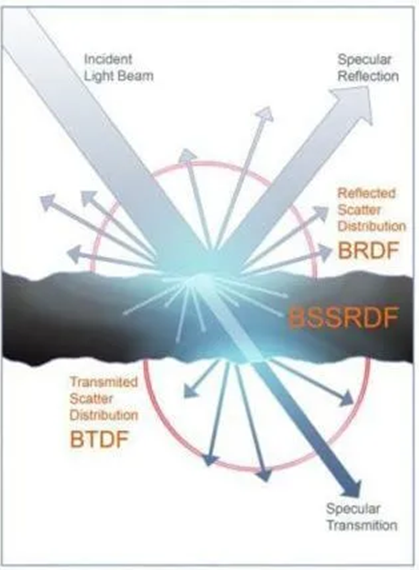 Incident
Light Beam
Specular
Reflection
Reflected
Scatter
Distribution
BRDF
BSSRDF
Transmited
Scatter
Distribution
BTDF
Specular
Transmition